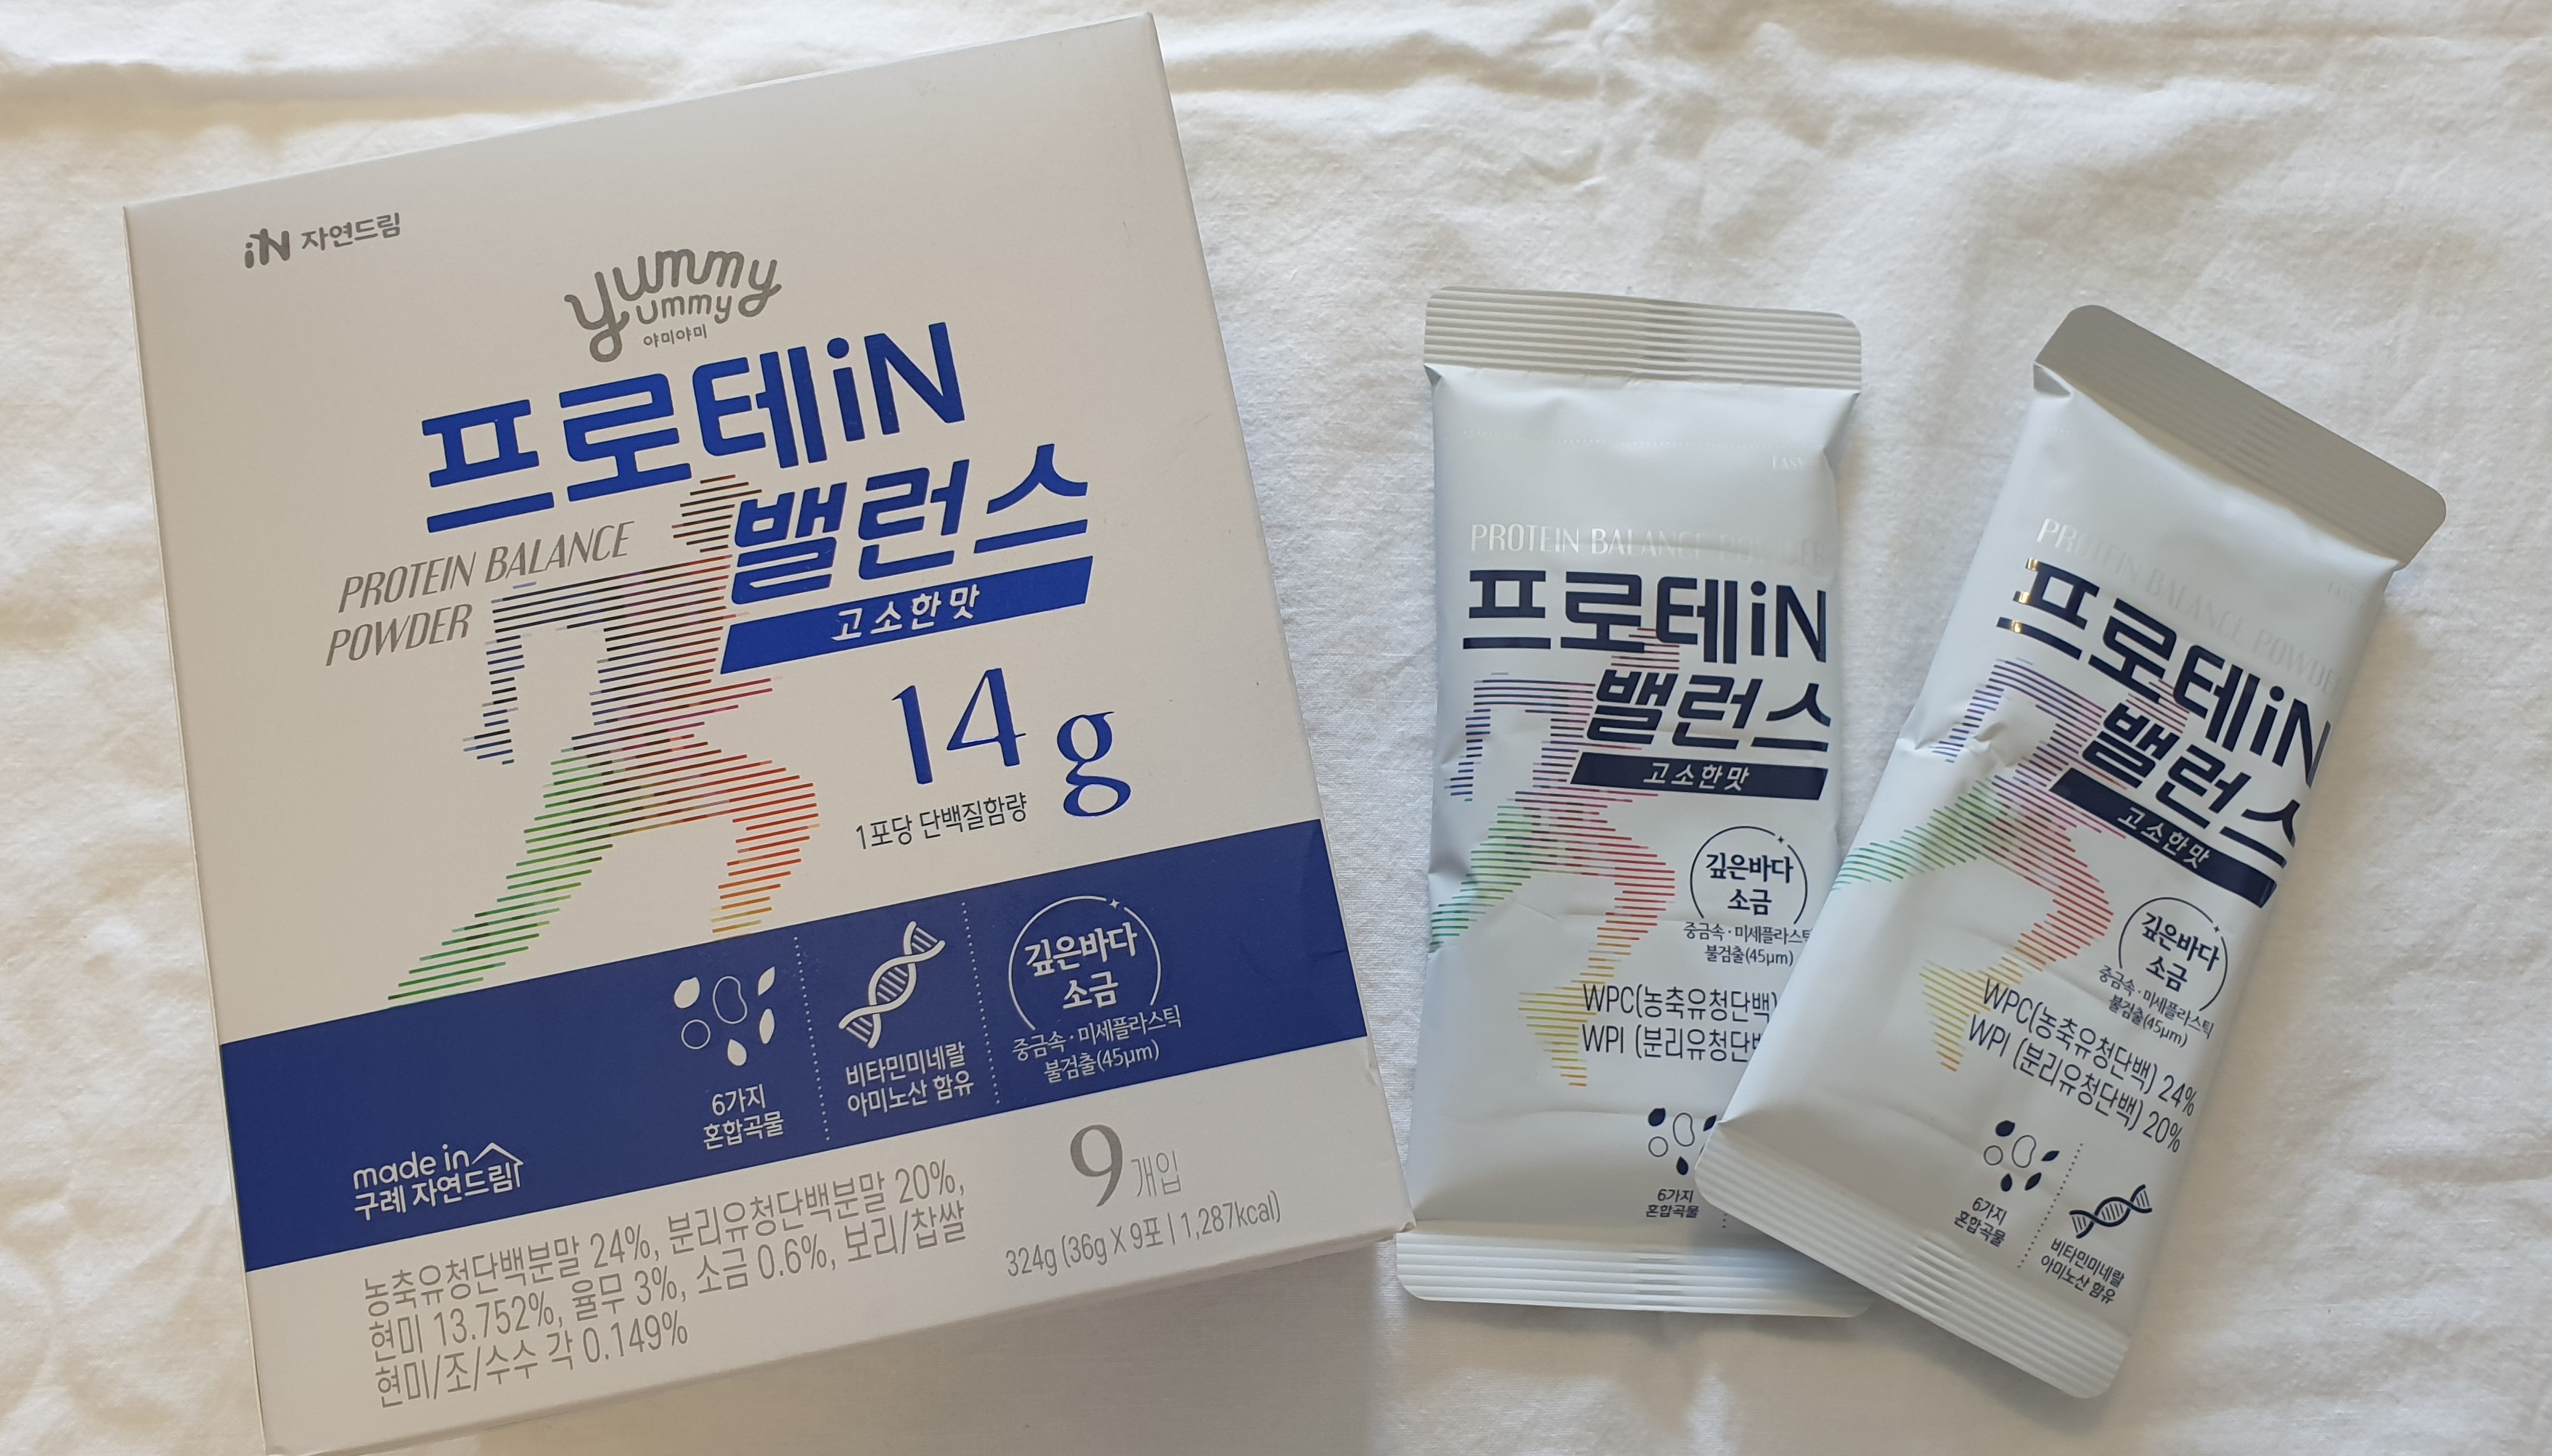 iN 자연드림
yummy
yummy
야미야미
프로테iN
밸런스
고소한맛
PROTEIN BALANCE
POWDER
14g
1포당 단백질함량
6가지
혼합곡물
비타민미네랄
아미노산 함유
깊은바다
소금
중금속·미세플라스틱
불검출(45μm)
made in
구례 자연드림
9개입
324g (36g X 9포 | 1,287kcal)
농축유청단백분말 24%, 분리유청단백분말 20%,
현미 13.752%, 율무 3%, 소금 0.6%, 보리/찹쌀
현미/조/수수 각 0.149%
EASY
PROTEIN BALANCE POWDER
프로테iN
밸런스
고소한맛
깊은바다
소금
중금속·미세플라스틱
불검출(45μm)
WPC(농축유청단백)
WPI (분리유청단백
6가지
혼합곡물
PROTEIN BALANCE POWDER
프로테iN
밸런스
고소한맛
깊은바다
소금
중금속·미세플라스틱
불검출(45μm)
WPC(농축유청단백) 24%
WPI (분리유청단백) 20%
6가지
혼합곡물
비타민미네랄
아미노산 함유